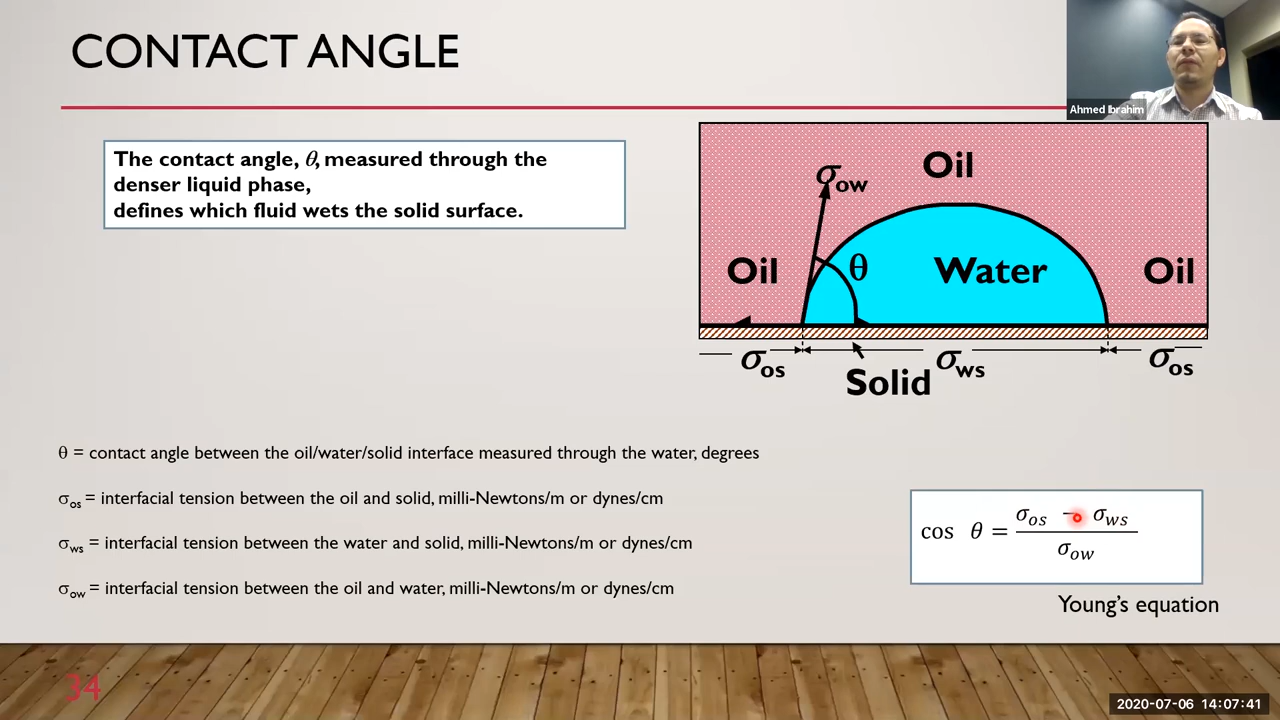 CONTACT ANGLE
Ahmed Ibrahim
The contact angle, θ, measured through the
denser liquid phase,
defines which fluid wets the solid surface.
σow
Oil
Oil
θ
Water
Oil
σos
σws
σos
Solid
θ = contact angle between the oil/water/solid interface measured through the water, degrees
σos = interfacial tension between the oil and solid, milli-Newtons/m or dynes/cm
σws = interfacial tension between the water and solid, milli-Newtons/m or dynes/cm
σow = interfacial tension between the oil and water, milli-Newtons/m or dynes/cm
cos θ = (σos − σws) / σow
Young's equation
34
2020-07-06 14:07:41